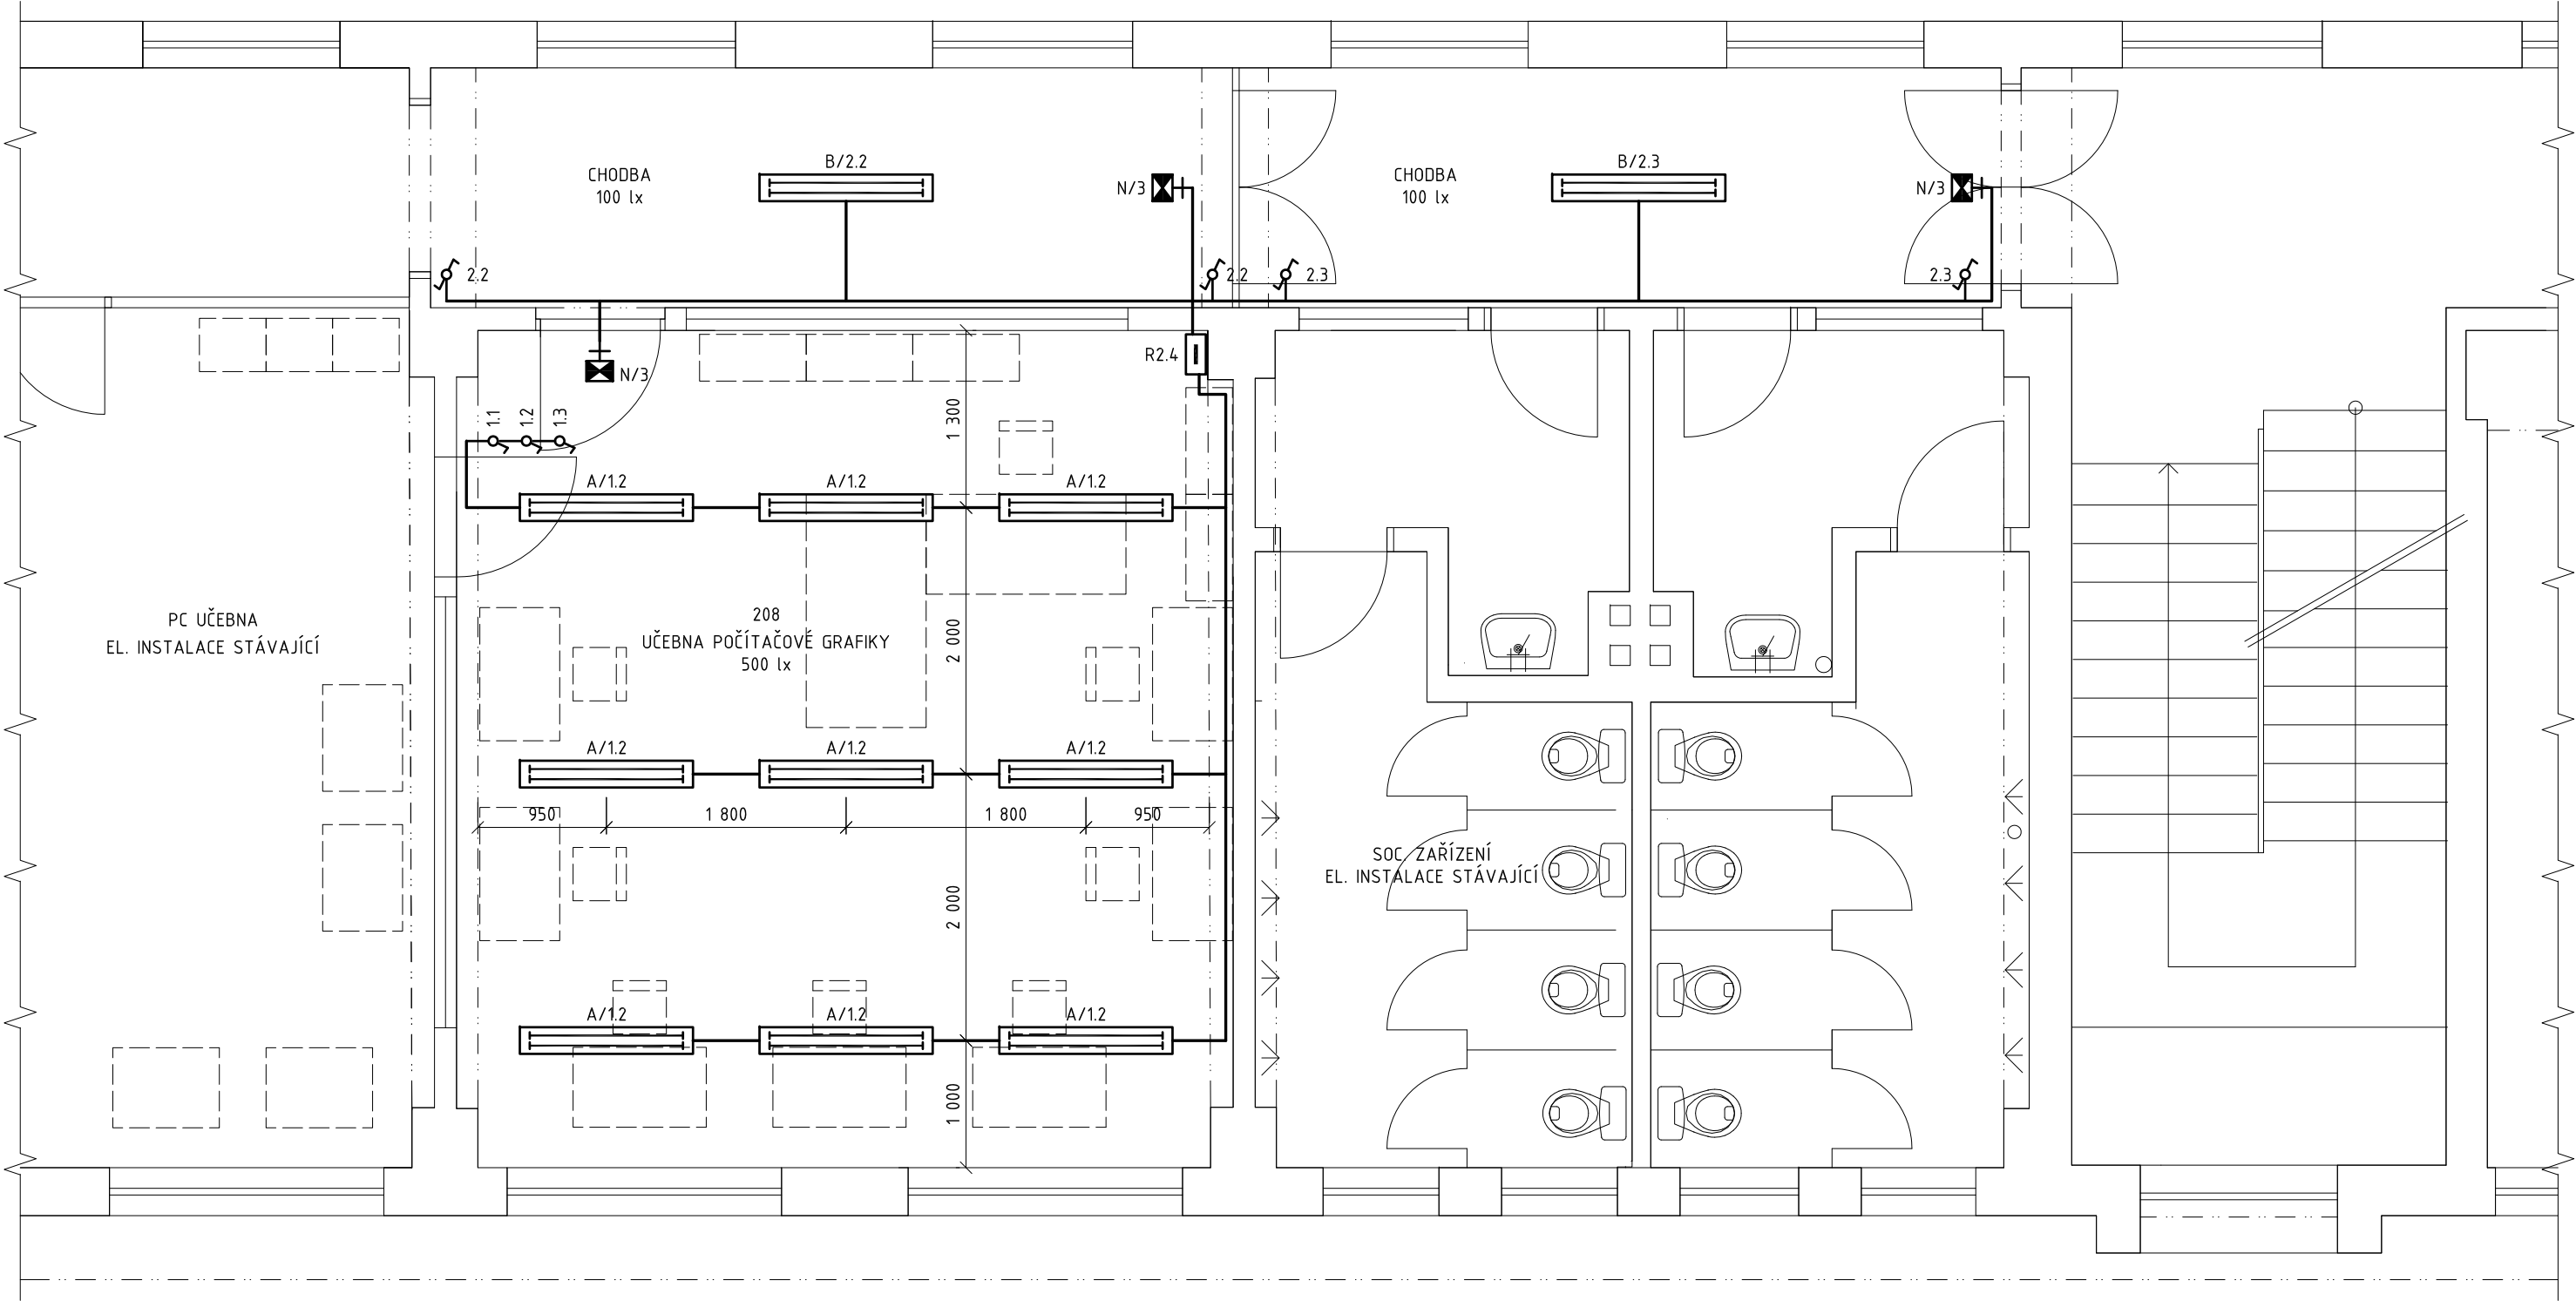 B/2.2
B/2.3
CHODBA
100 lx
N/3
CHODBA
100 lx
N/3
2.2
2.2
2.3
2.3
R2.4
N/3
1.1
1.2
1.3
1 300
A/1.2
A/1.2
A/1.2
PC UČEBNA
EL. INSTALACE STÁVAJÍCÍ
208
UČEBNA POČÍTAČOVÉ GRAFIKY
500 lx
2 000
A/1.2
A/1.2
A/1.2
950
1 800
1 800
950
SOC. ZAŘÍZENÍ
EL. INSTALACE STÁVAJÍCÍ
2 000
A/1.2
A/1.2
A/1.2
1 000